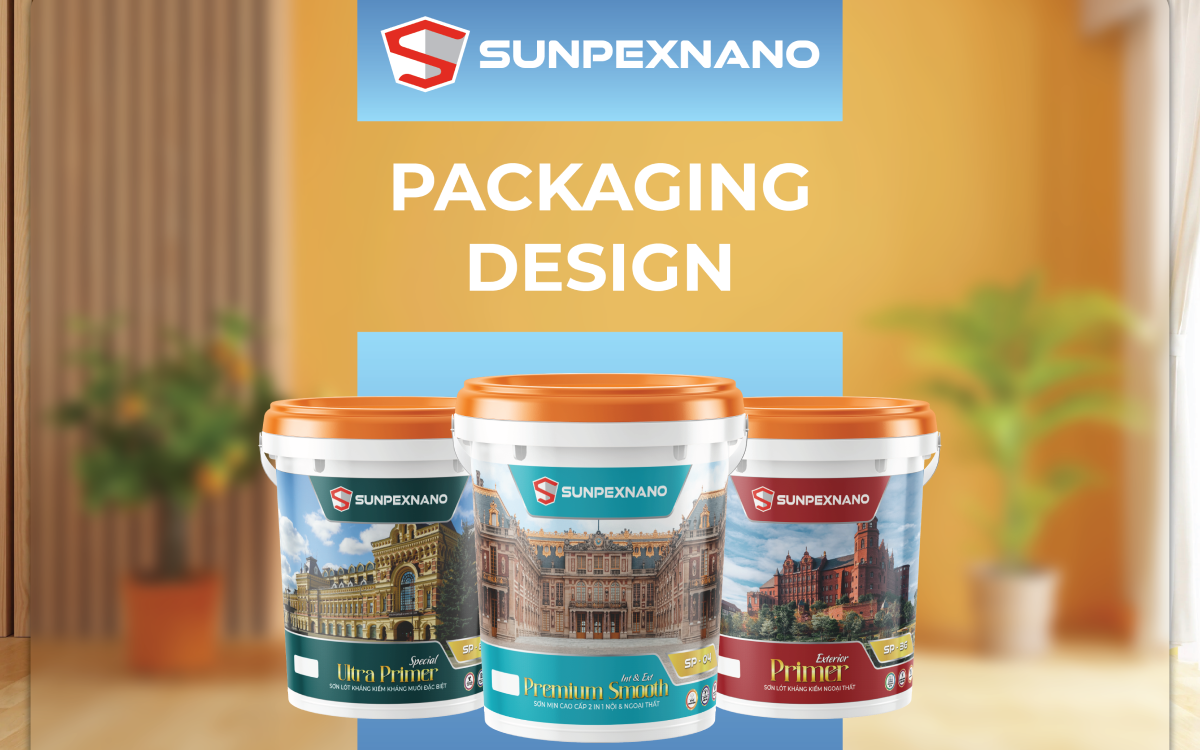 SUNPEXNANO
PACKAGING
DESIGN
SUNPEXNANO
Special
Ultra Primer
SƠN LÓT KHÁNG KIỀM KHÁNG MUỐI ĐẶC BIỆT
SUNPEXNANO
SP - 04
Int & Ext
Premium Smooth
SƠN MỊN CAO CẤP 2 IN 1 NỘI & NGOẠI THẤT
SUNPEXNANO
SP - 36
Exterior
Primer
SƠN LÓT KHÁNG KIỀM NGOẠI THẤT